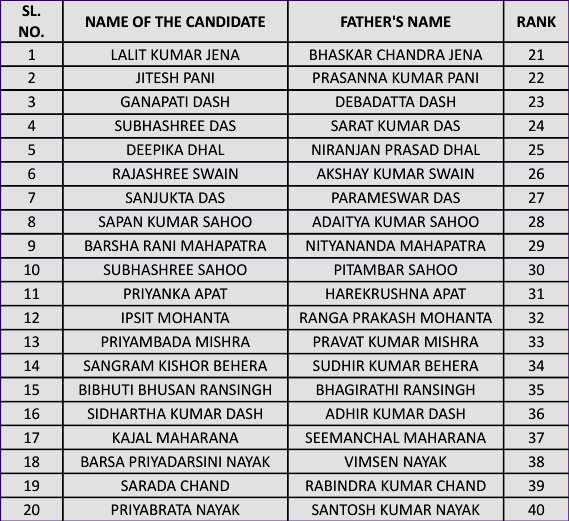 SL. NO. NAME OF THE CANDIDATE FATHER'S NAME RANK
1 LALIT KUMAR JENA BHASKAR CHANDRA JENA 21
2 JITESH PANI PRASANNA KUMAR PANI 22
3 GANAPATI DASH DEBADATTA DASH 23
4 SUBHASHREE DAS SARAT KUMAR DAS 24
5 DEEPIKA DHAL NIRANJAN PRASAD DHAL 25
6 RAJASHREE SWAIN AKSHAY KUMAR SWAIN 26
7 SANJUKTA DAS PARAMESWAR DAS 27
8 SAPAN KUMAR SAHOO ADAITYA KUMAR SAHOO 28
9 BARSHA RANI MAHAPATRA NITYANANDA MAHAPATRA 29
10 SUBHASHREE SAHOO PITAMBAR SAHOO 30
11 PRIYANKA APAT HAREKRUSHNA APAT 31
12 IPSIT MOHANTA RANGA PRAKASH MOHANTA 32
13 PRIYAMBADA MISHRA PRAVAT KUMAR MISHRA 33
14 SANGRAM KISHOR BEHERA SUDHIR KUMAR BEHERA 34
15 BIBHUTI BHUSAN RANSINGH BHAGIRATHI RANSINGH 35
16 SIDHARTHA KUMAR DASH ADHIR KUMAR DASH 36
17 KAJAL MAHARANA SEEMANCHAL MAHARANA 37
18 BARSA PRIYADARSINI NAYAK VIMSEN NAYAK 38
19 SARADA CHAND RABINDRA KUMAR CHAND 39
20 PRIYABRATA NAYAK SANTOSH KUMAR NAYAK 40